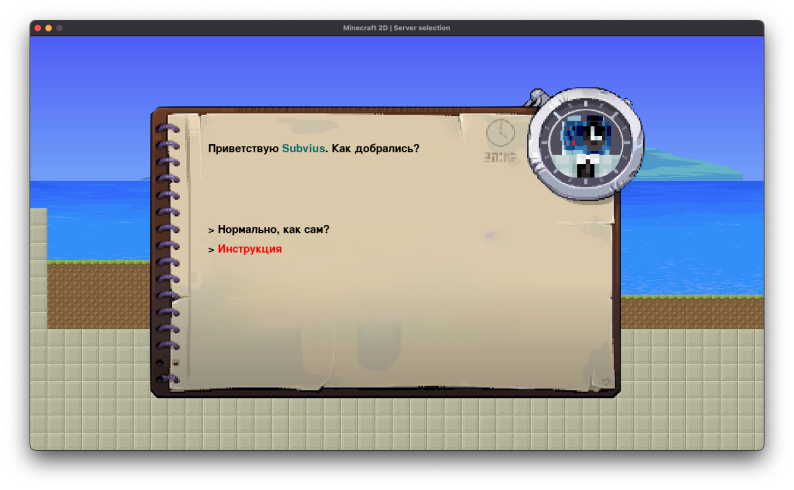 Minecraft 2D | Server selection
Приветствую Subvius. Как добрались?
> Нормально, как сам?
> Инструкция